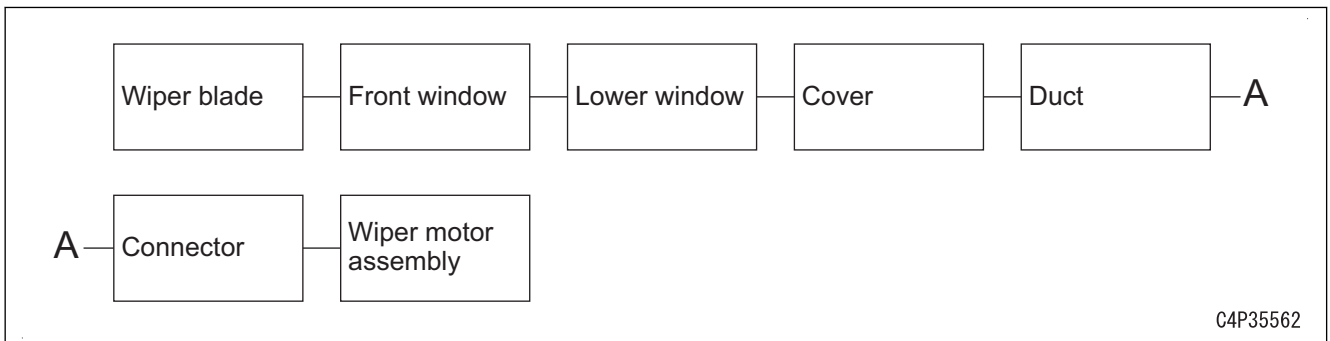 Wiper blade
Front window
Lower window
Cover
Duct
A
A
Connector
Wiper motor
assembly
C4P35562